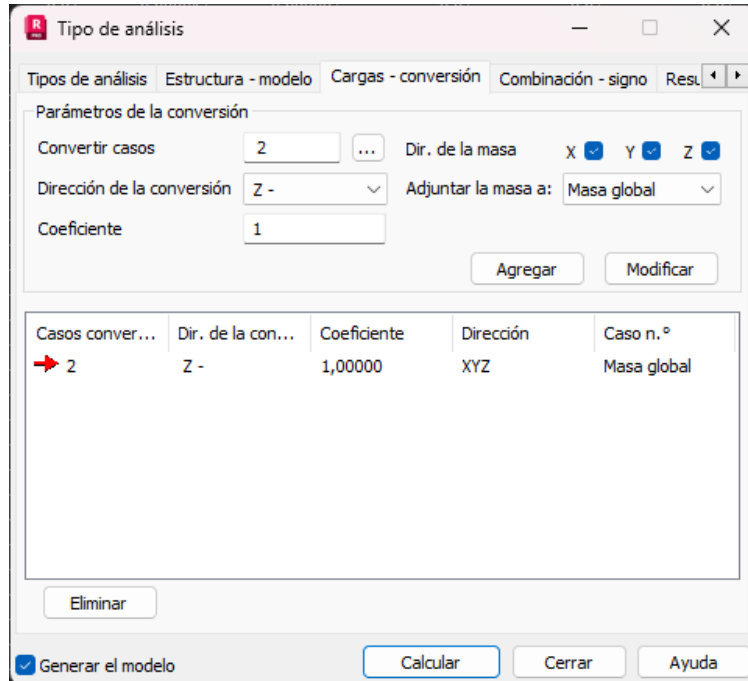 R
PRO
Tipo de análisis
Tipos de análisis Estructura - modelo Cargas - conversión Combinación - signo Resu
Parámetros de la conversión
Convertir casos 2 ... Dir. de la masa X Y Z
Dirección de la conversión Z - Adjuntar la masa a: Masa global
Coeficiente 1
Agregar Modificar
Casos conver... Dir. de la con... Coeficiente Dirección Caso n.º
2 Z - 1,00000 XYZ Masa global
Eliminar
Generar el modelo Calcular Cerrar Ayuda